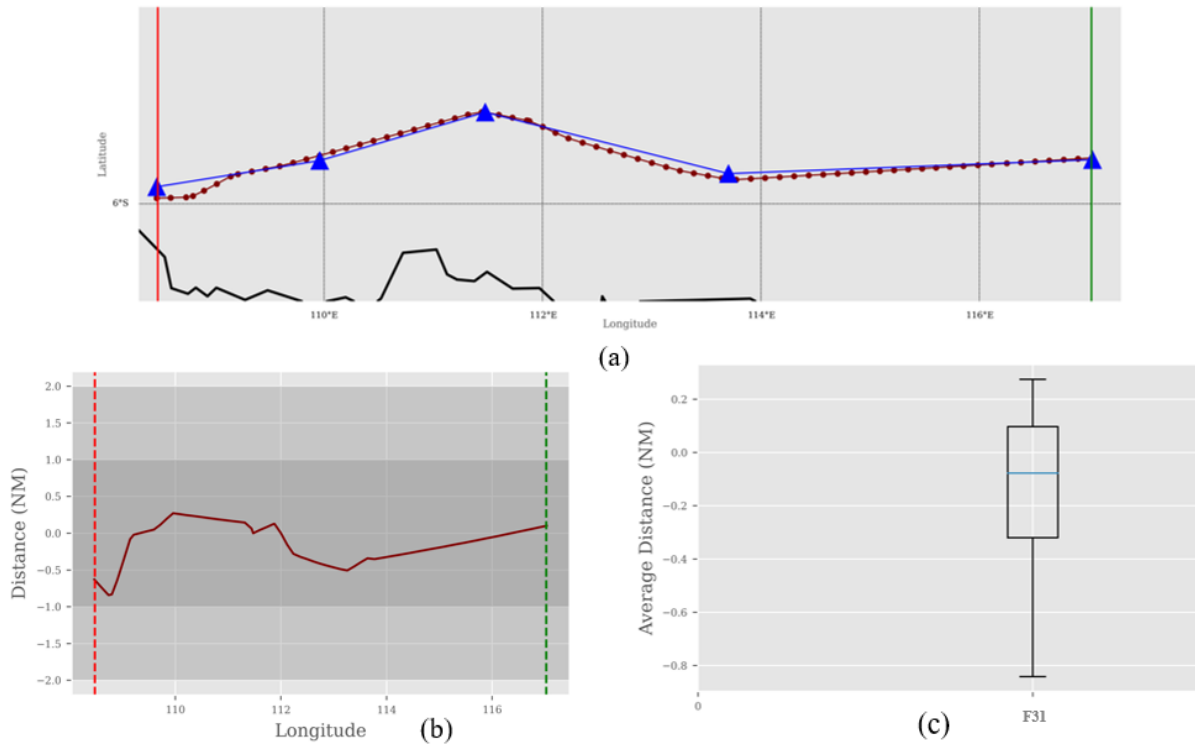 Latitude
6°S
110°E
112°E
114°E
116°E
Longitude
(a)
Distance (NM)
2.0
1.5
1.0
0.5
0.0
−0.5
−1.0
−1.5
−2.0
110
112
114
116
Longitude
(b)
Average Distance (NM)
0.2
0.0
−0.2
−0.4
−0.6
−0.8
0
F31
(c)